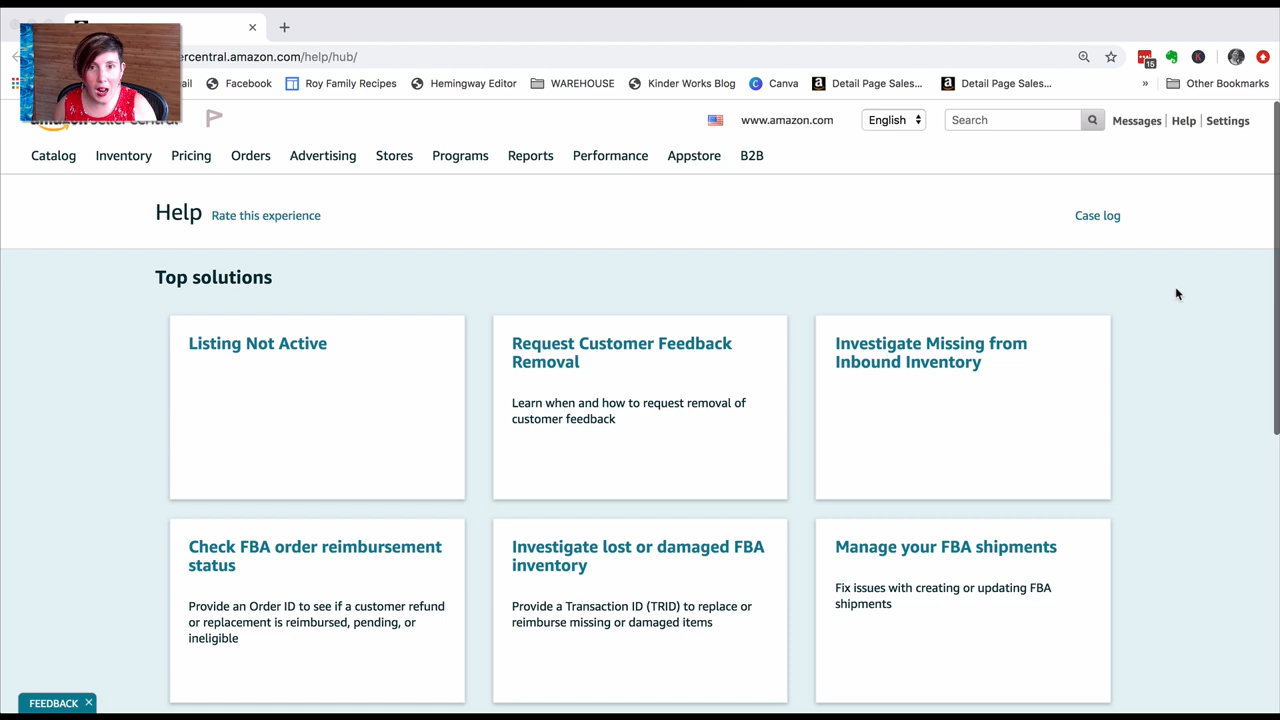 ercentral.amazon.com/help/hub/
15
ail
Facebook
Roy Family Recipes
Hemingway Editor
WAREHOUSE
Kinder Works Blog
Canva
Detail Page Sales...
Detail Page Sales...
»
Other Bookmarks
www.amazon.com
English
Search
Messages | Help | Settings
Catalog
Inventory
Pricing
Orders
Advertising
Stores
Programs
Reports
Performance
Appstore
B2B
Help
Rate this experience
Case log
Top solutions
Listing Not Active
Request Customer Feedback
Removal
Learn when and how to request removal of
customer feedback
Investigate Missing from
Inbound Inventory
Check FBA order reimbursement
status
Provide an Order ID to see if a customer refund
or replacement is reimbursed, pending, or
ineligible
Investigate lost or damaged FBA
inventory
Provide a Transaction ID (TRID) to replace or
reimburse missing or damaged items
Manage your FBA shipments
Fix issues with creating or updating FBA
shipments
FEEDBACK